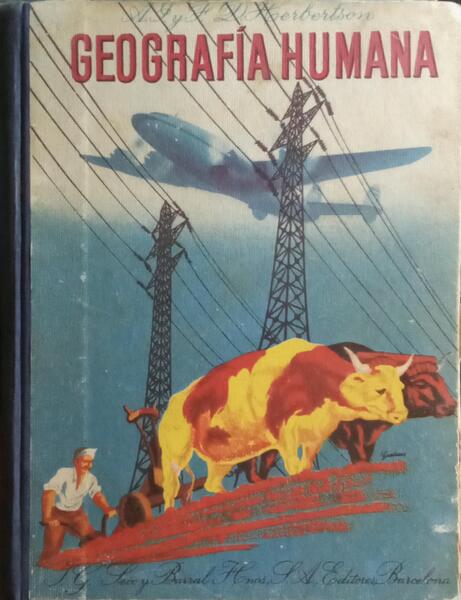 A. J. y F. D. Herbertson
GEOGRAFÍA HUMANA
I. G. Seix y Barral Hnos, S. A. Editores, Barcelona